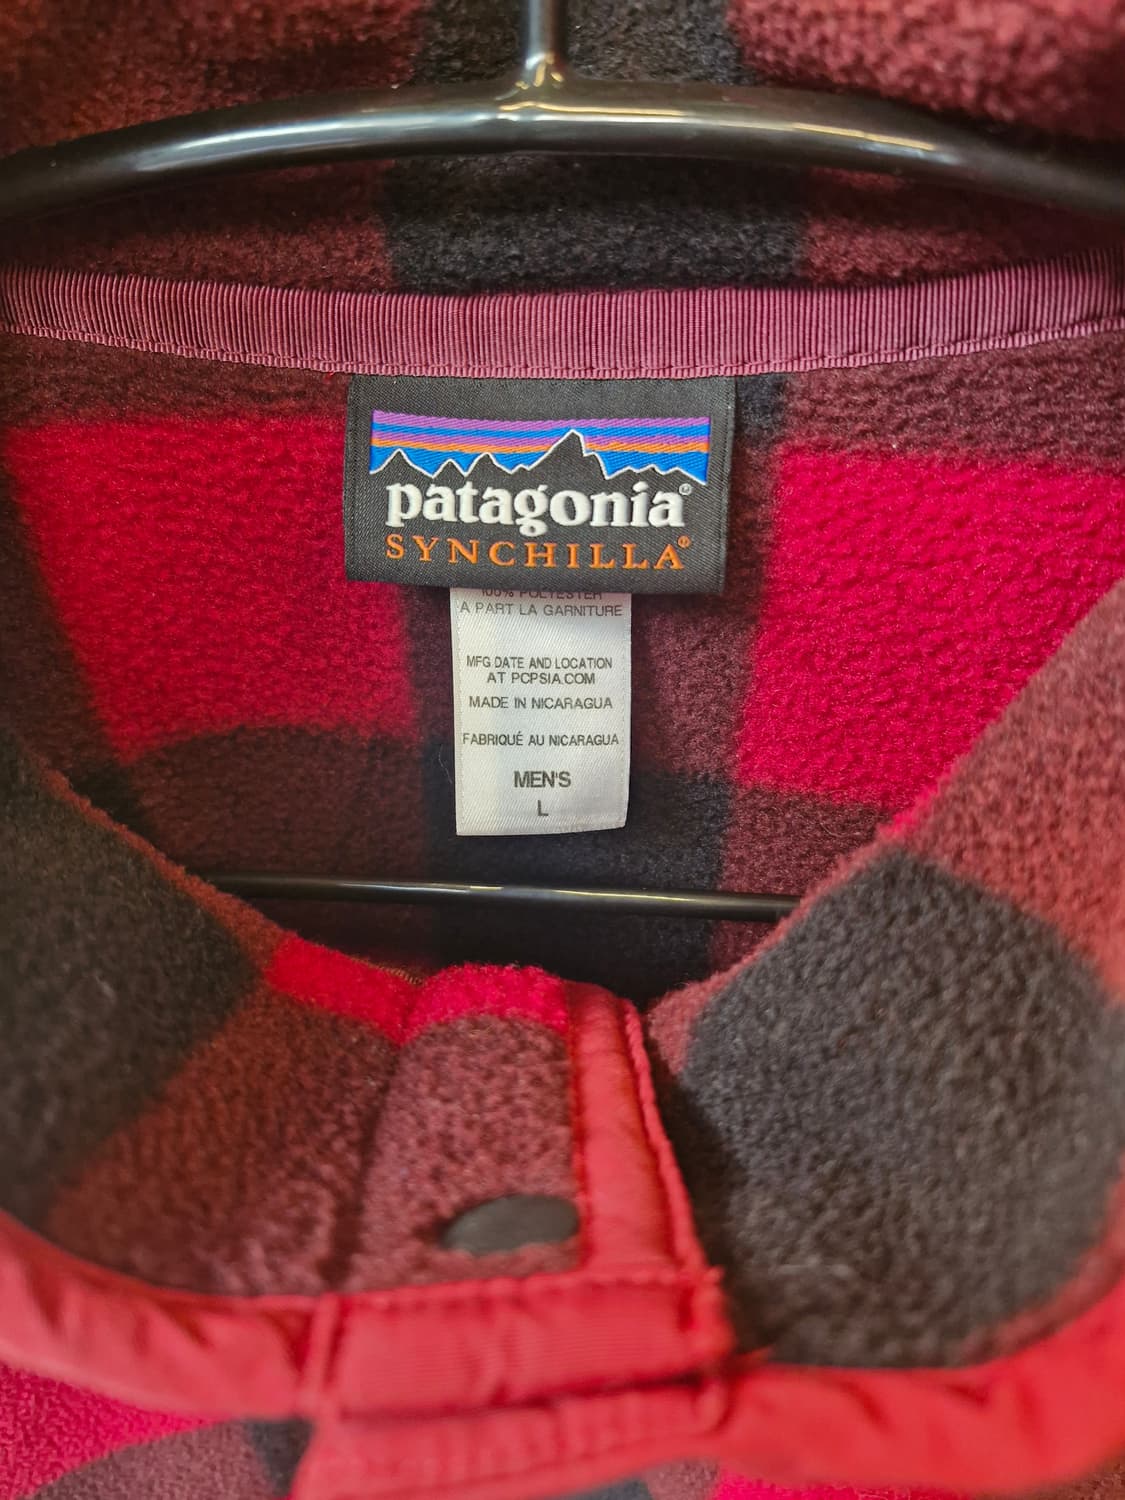 patagonia®
SYNCHILLA®
100% POLYESTER
A PART LA GARNITURE
MFG DATE AND LOCATION
AT PCPSIA.COM
MADE IN NICARAGUA
FABRIQUÉ AU NICARAGUA
MEN'S
L